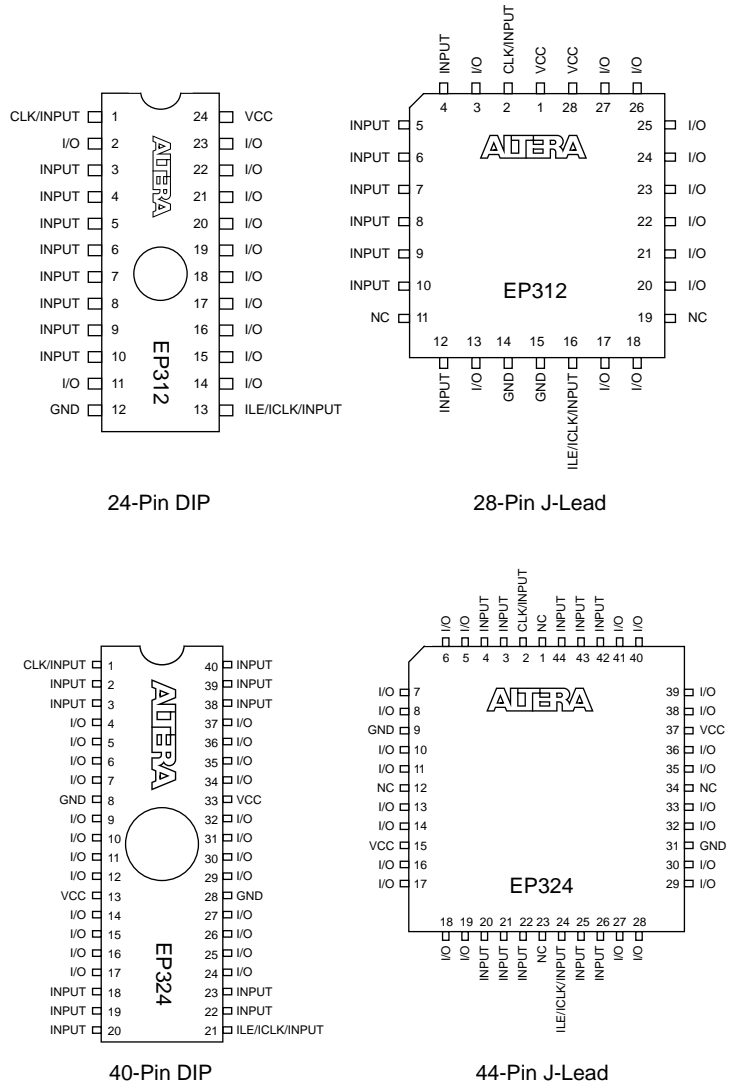 CLK/INPUT 1 24 VCC
I/O 2 23 I/O
INPUT 3 22 I/O
INPUT 4 21 I/O
INPUT 5 20 I/O
INPUT 6 19 I/O
INPUT 7 18 I/O
INPUT 8 17 I/O
INPUT 9 16 I/O
INPUT 10 15 I/O
I/O 11 14 I/O
GND 12 13 ILE/ICLK/INPUT
ALTERA
EP312
24-Pin DIP
INPUT I/O CLK/INPUT VCC VCC I/O I/O
4 3 2 1 28 27 26
INPUT 5 25 I/O
INPUT 6 24 I/O
INPUT 7 23 I/O
INPUT 8 22 I/O
INPUT 9 21 I/O
INPUT 10 20 I/O
NC 11 19 NC
ALTERA
EP312
12 13 14 15 16 17 18
INPUT I/O GND GND ILE/ICLK/INPUT I/O I/O
28-Pin J-Lead
CLK/INPUT 1 40 INPUT
INPUT 2 39 INPUT
INPUT 3 38 INPUT
I/O 4 37 I/O
I/O 5 36 I/O
I/O 6 35 I/O
I/O 7 34 I/O
GND 8 33 VCC
I/O 9 32 I/O
I/O 10 31 I/O
I/O 11 30 I/O
I/O 12 29 I/O
VCC 13 28 GND
I/O 14 27 I/O
I/O 15 26 I/O
I/O 16 25 I/O
I/O 17 24 I/O
INPUT 18 23 INPUT
INPUT 19 22 INPUT
INPUT 20 21 ILE/ICLK/INPUT
ALTERA
EP324
40-Pin DIP
I/O I/O INPUT INPUT CLK/INPUT NC INPUT INPUT INPUT I/O I/O
6 5 4 3 2 1 44 43 42 41 40
I/O 7 39 I/O
I/O 8 38 I/O
GND 9 37 VCC
I/O 10 36 I/O
I/O 11 35 I/O
NC 12 34 NC
I/O 13 33 I/O
I/O 14 32 I/O
VCC 15 31 GND
I/O 16 30 I/O
I/O 17 29 I/O
ALTERA
EP324
18 19 20 21 22 23 24 25 26 27 28
I/O I/O INPUT INPUT INPUT NC ILE/ICLK/INPUT INPUT INPUT I/O I/O
44-Pin J-Lead